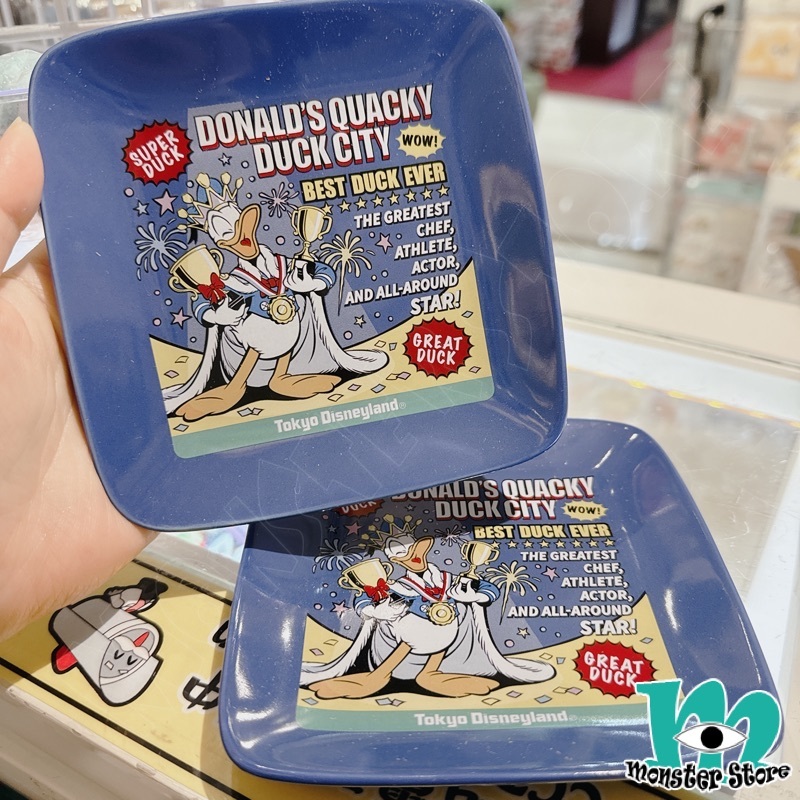 SUPER
DUCK
DONALD'S QUACKY
DUCK CITY
WOW!
BEST DUCK EVER
THE GREATEST
CHEF,
ATHLETE,
ACTOR,
AND ALL-AROUND
STAR!
GREAT
DUCK
Tokyo Disneyland®
DUCK
DONALD'S QUACKY
DUCK CITY
WOW!
BEST DUCK EVER
THE GREATEST
CHEF,
ATHLETE,
ACTOR,
AND ALL-AROUND
STAR!
GREAT
DUCK
Tokyo Disneyland®
m
Monster Store